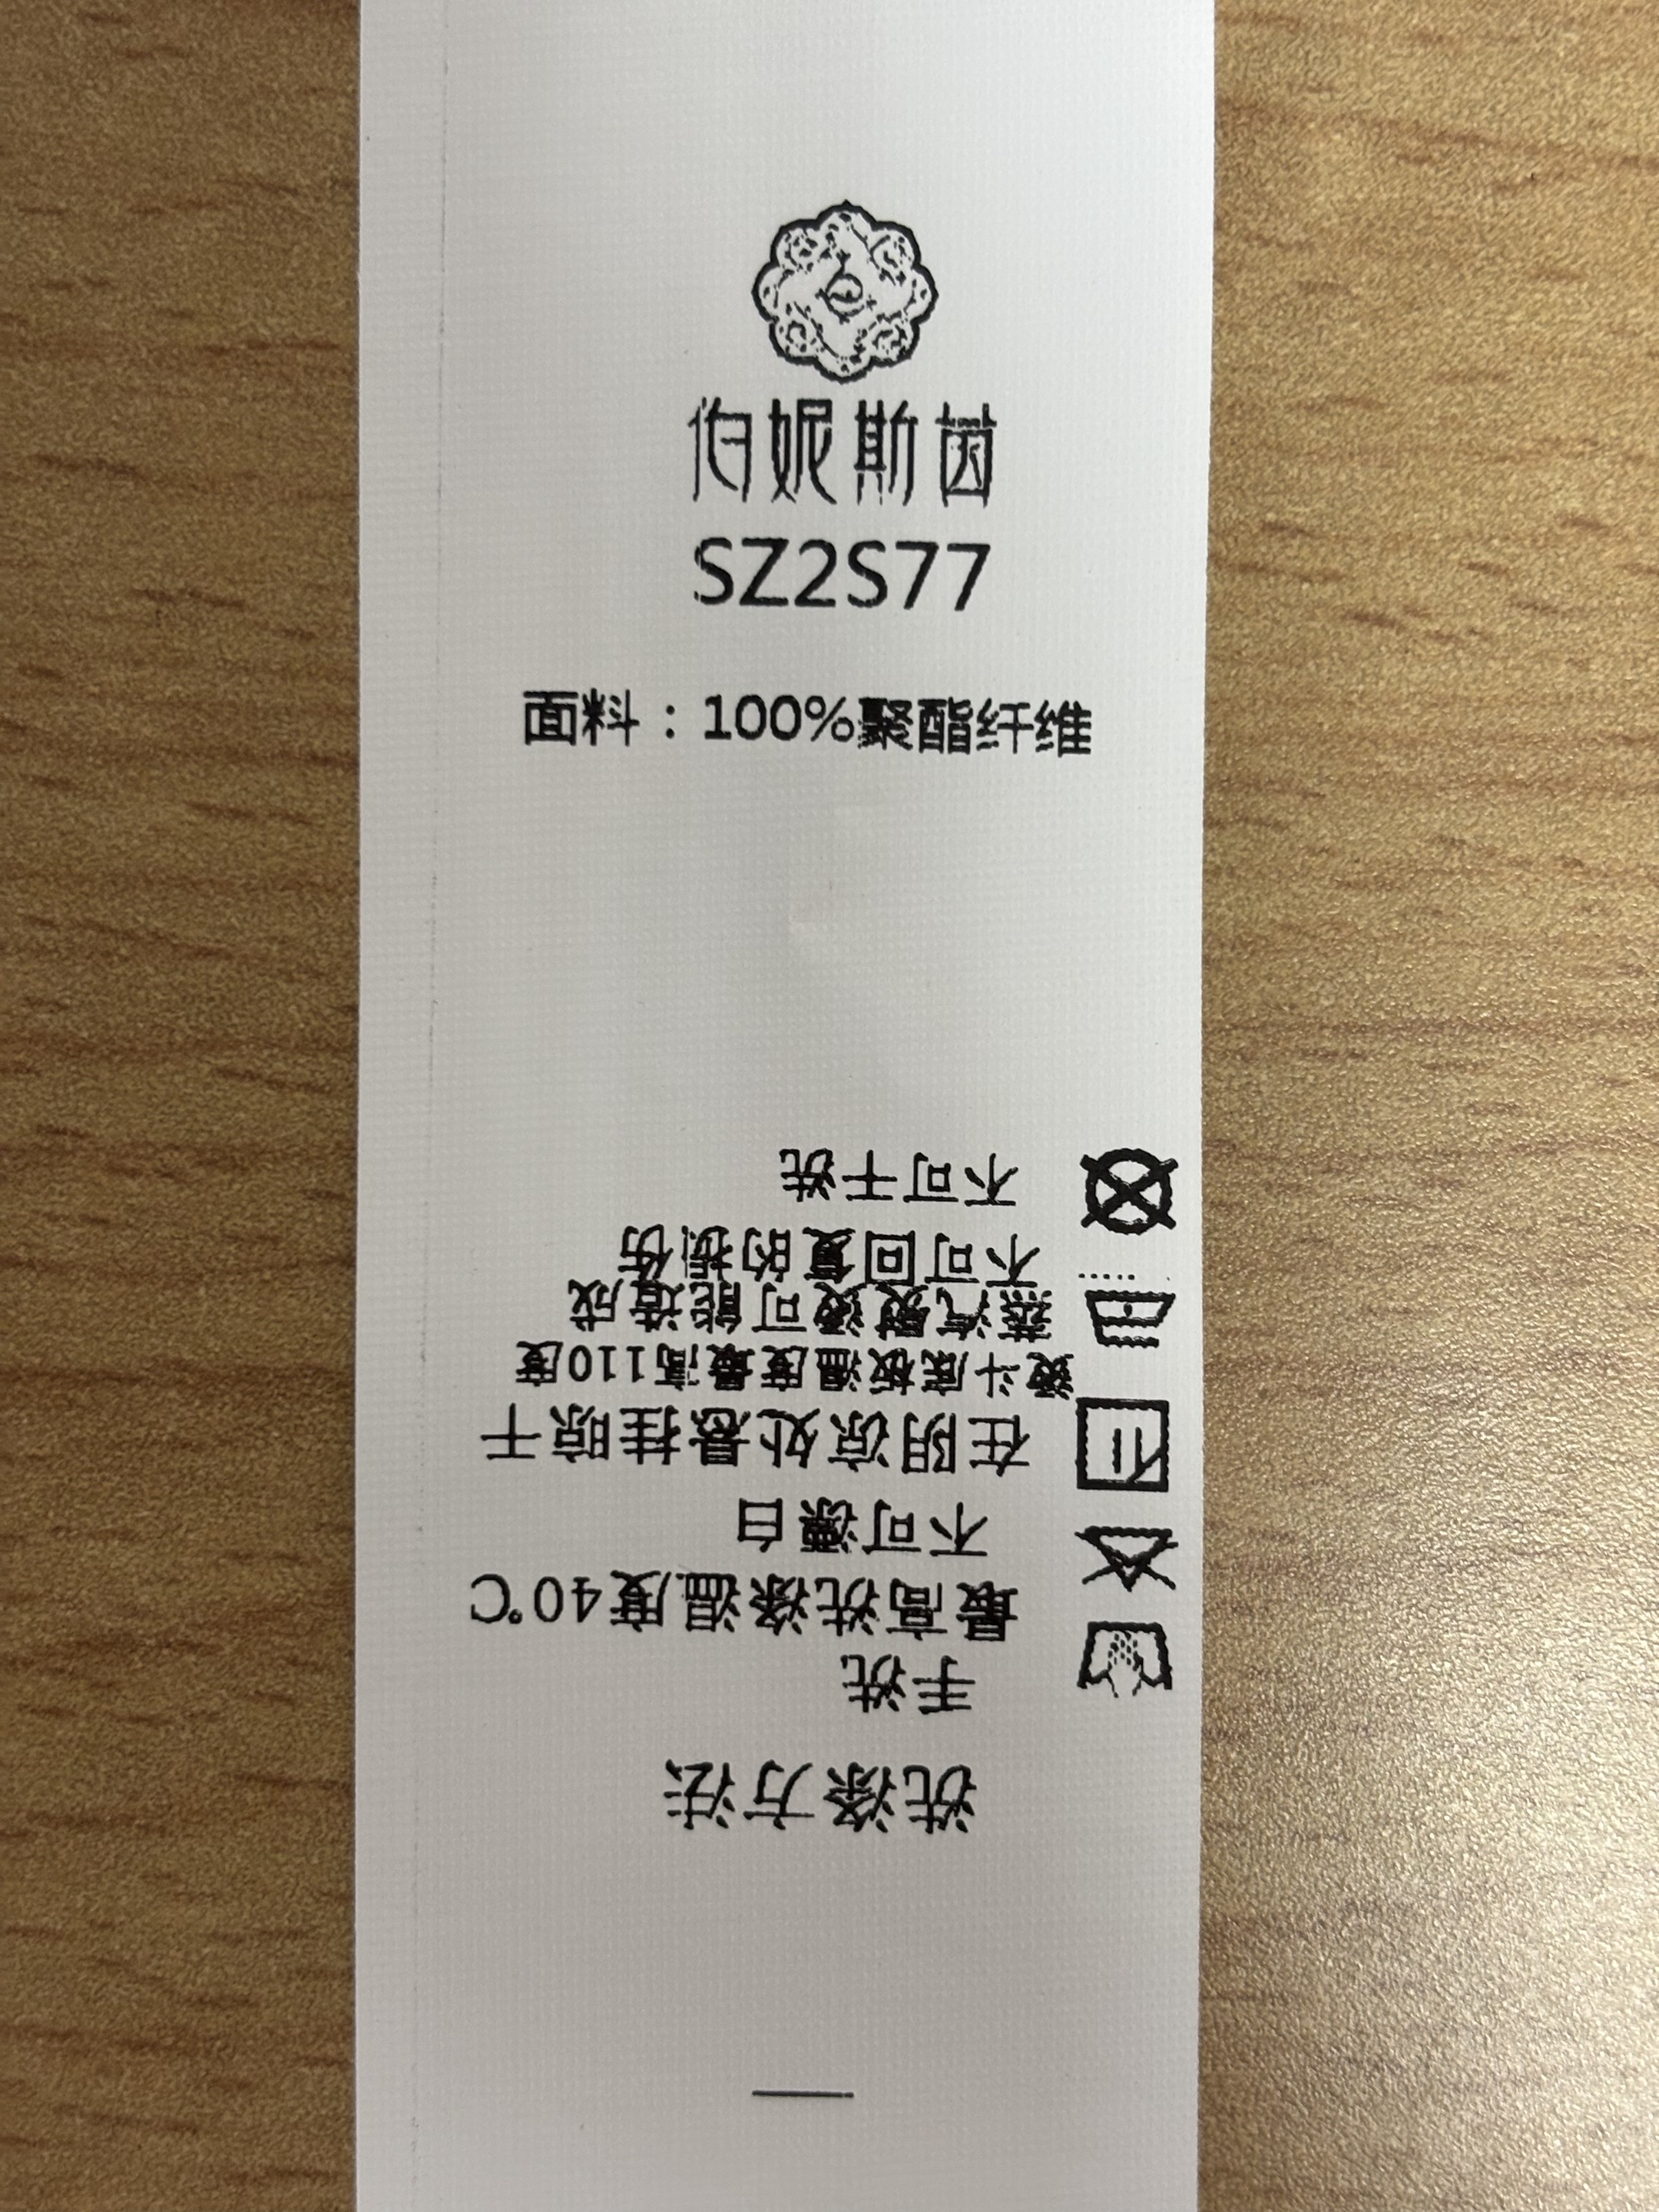 伯妮斯茵
SZ2S77
面料：100%聚酯纤维
洗涤方法
手洗
最高洗涤温度40℃
不可漂白
在阴凉处悬挂晾干
熨斗底板温度最高110度
蒸汽熨烫可能造成
不可回复的损伤
不可干洗